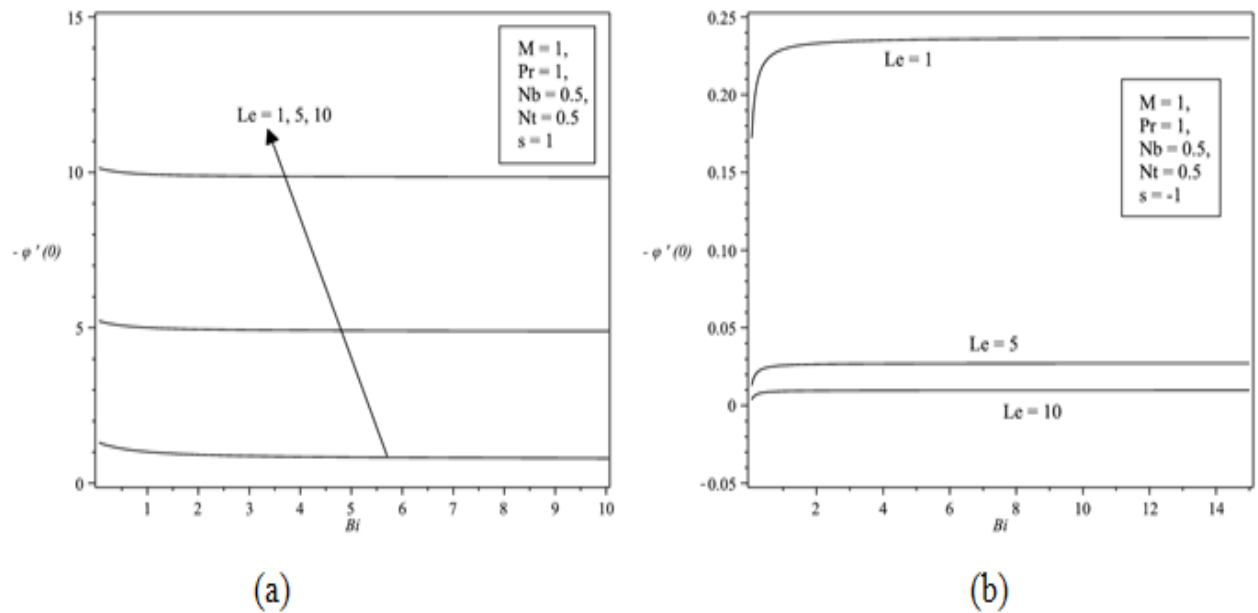 15
10
5
0
- φ ' (0)
M = 1,
Pr = 1,
Nb = 0.5,
Nt = 0.5
s = 1
Le = 1, 5, 10
1 2 3 4 5 6 7 8 9 10
Bi
(a)
0.25
0.20
0.15
0.10
0.05
0
-0.05
- φ ' (0)
Le = 1
M = 1,
Pr = 1,
Nb = 0.5,
Nt = 0.5
s = -1
Le = 5
Le = 10
2 4 6 8 10 12 14
Bi
(b)